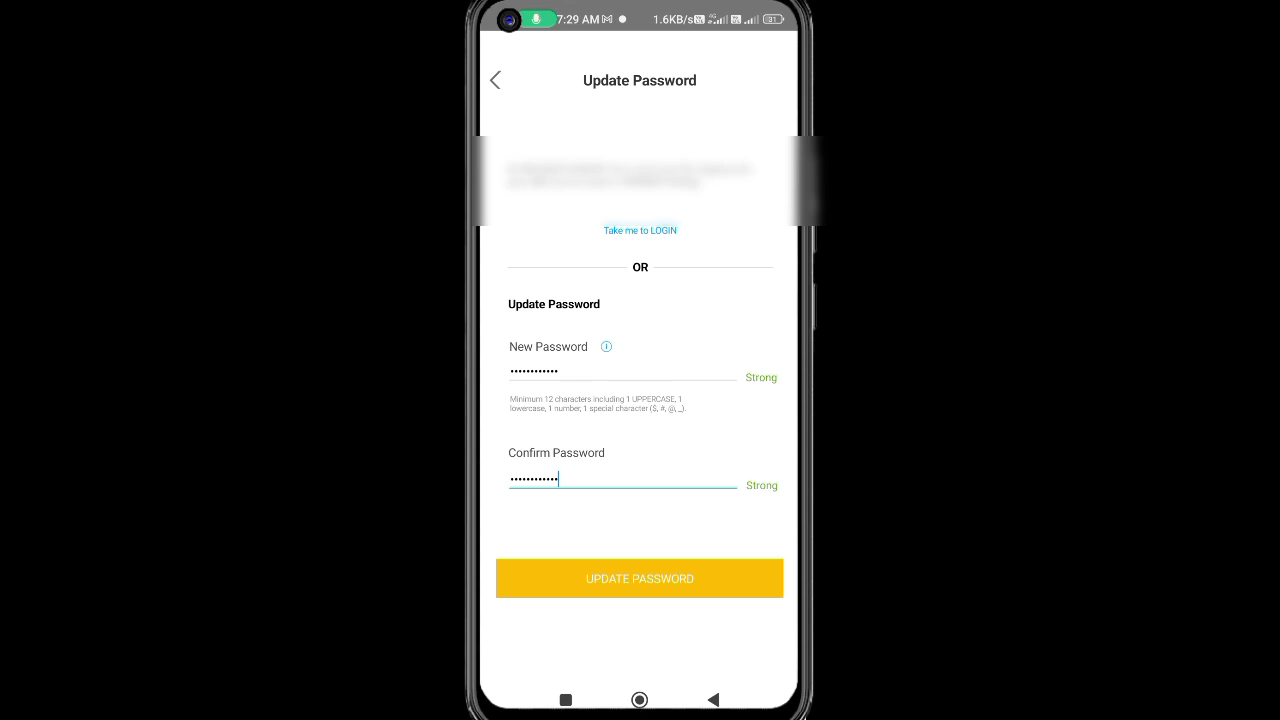 7:29 AM 1.6KB/s 31
Update Password
Take me to LOGIN
OR
Update Password
New Password
••••••••••••
Strong
Minimum 12 characters including 1 UPPERCASE, 1
lowercase, 1 number, 1 special character ($, #, @, _).
Confirm Password
••••••••••••
Strong
UPDATE PASSWORD